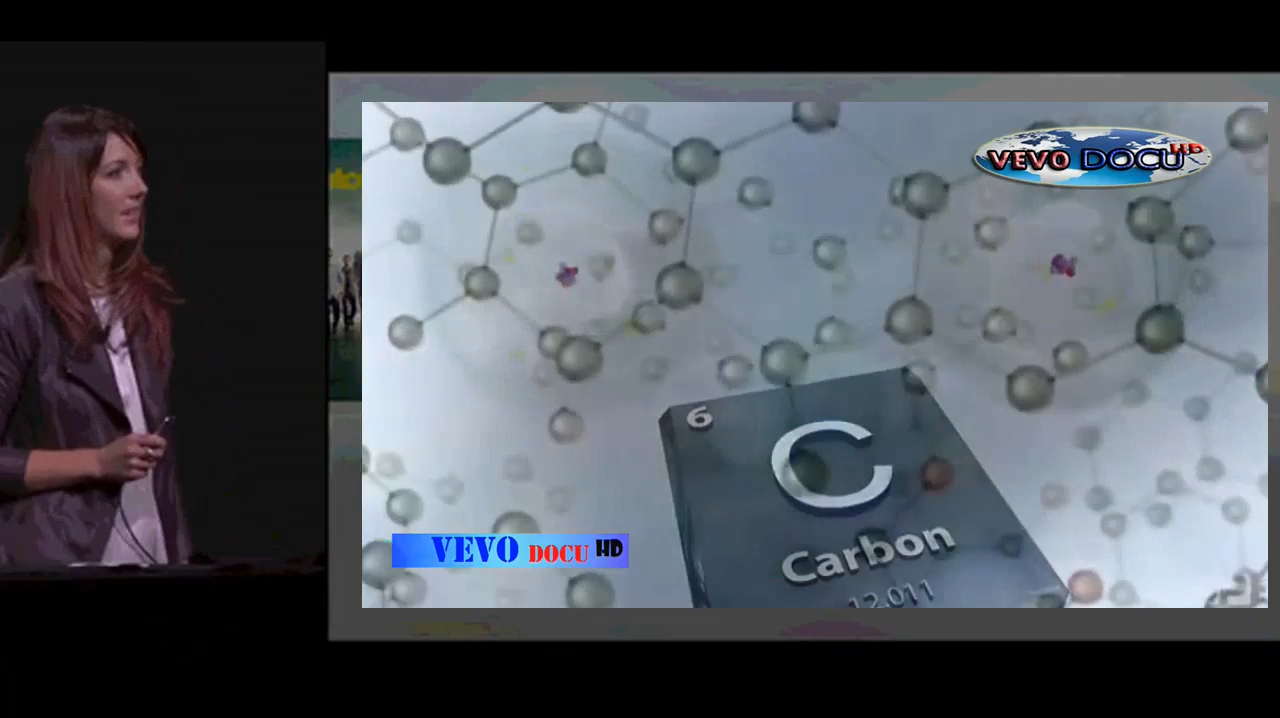 VEVO DOCU HD
6
C
Carbon
12.011
VEVO DOCU HD